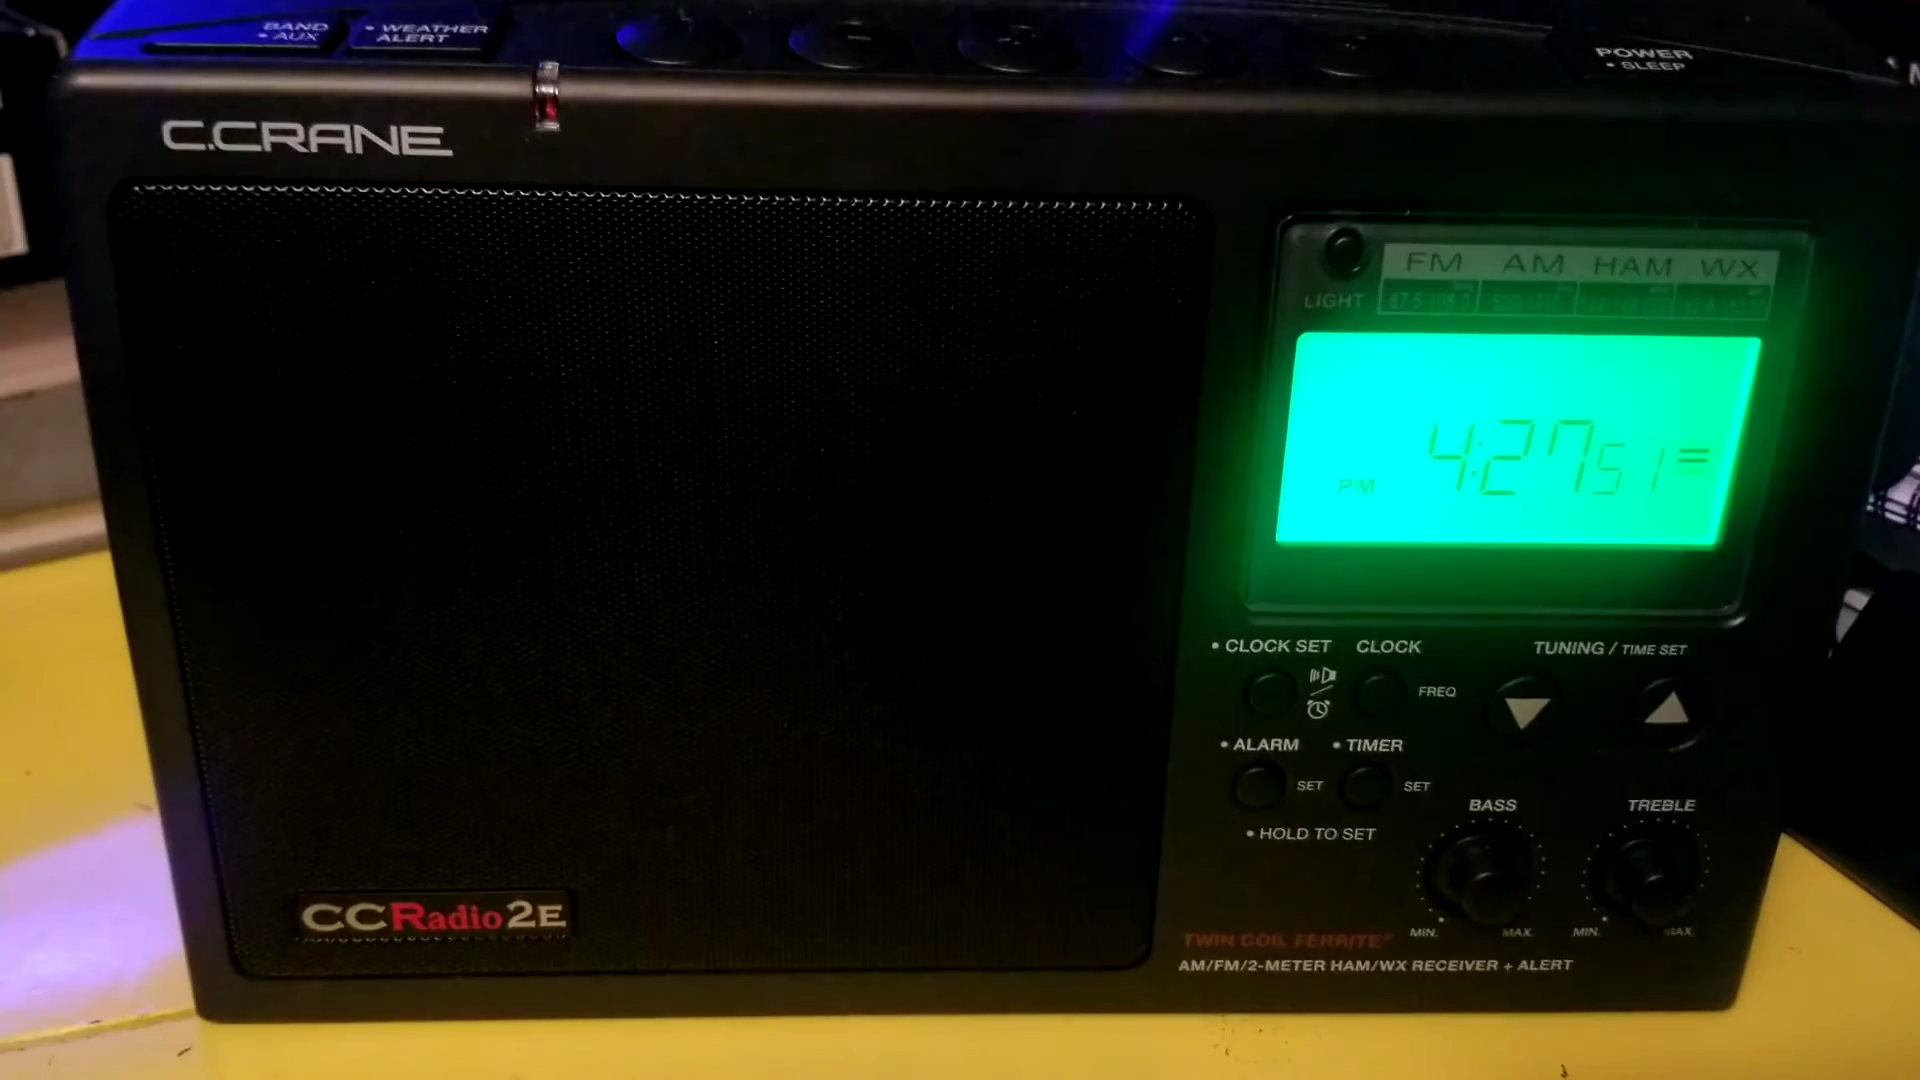 BAND
• AUX
• WEATHER
ALERT
POWER
• SLEEP
C.CRANE
FM AM HAM WX
LIGHT
PM 4:27 51
• CLOCK SET CLOCK
TUNING / TIME SET
FREQ
• ALARM • TIMER
SET SET
• HOLD TO SET
BASS TREBLE
MIN. MAX. MIN. MAX.
CCRadio2E
TWIN COIL FERRITE®
AM/FM/2-METER HAM/WX RECEIVER + ALERT